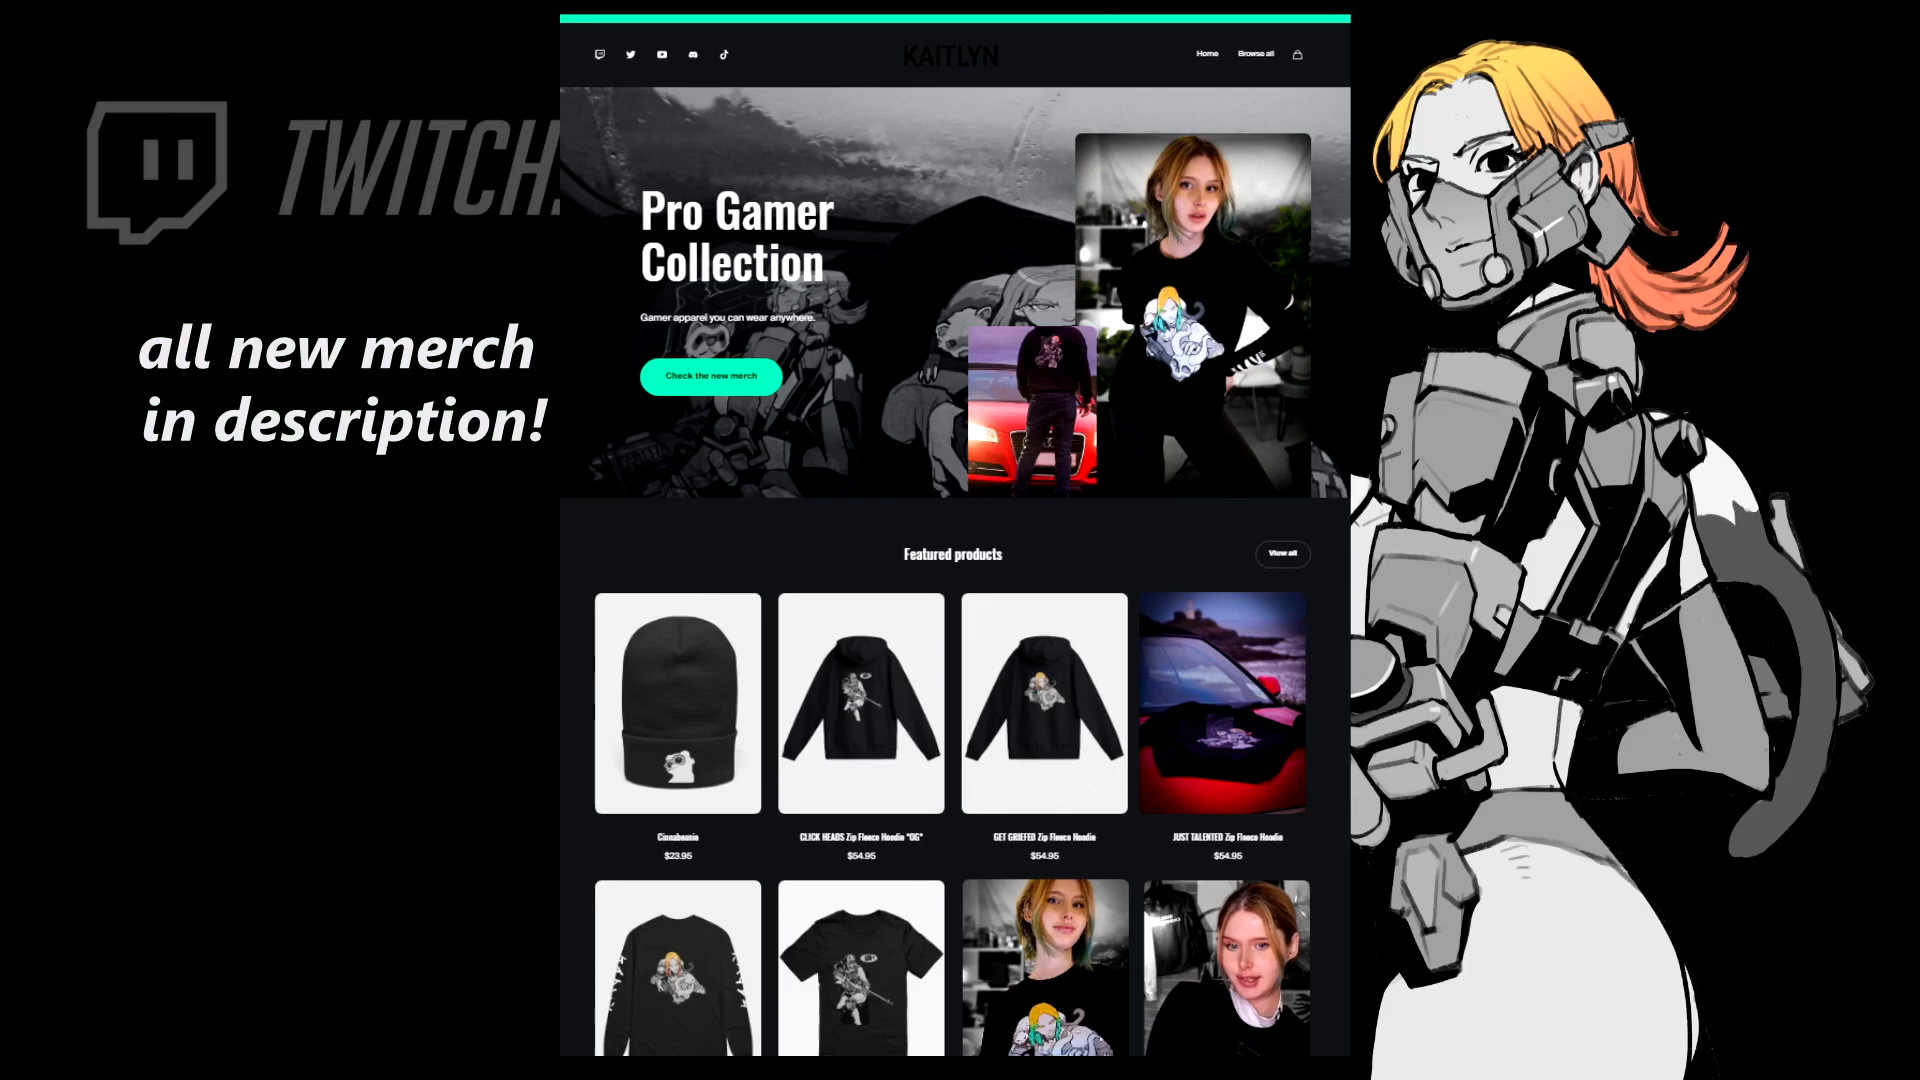 KAITLYN
Home
Browse all
TWITCH.
Pro Gamer
Collection
Gamer apparel you can wear anywhere.
Check the new merch
all new merch
in description!
Featured products
View all
Cinnabeanie
$23.95
CLICK HEADS Zip Fleece Hoodie "OG"
$54.95
GET GRIEFED Zip Fleece Hoodie
$54.95
JUST TALENTED Zip Fleece Hoodie
$54.95